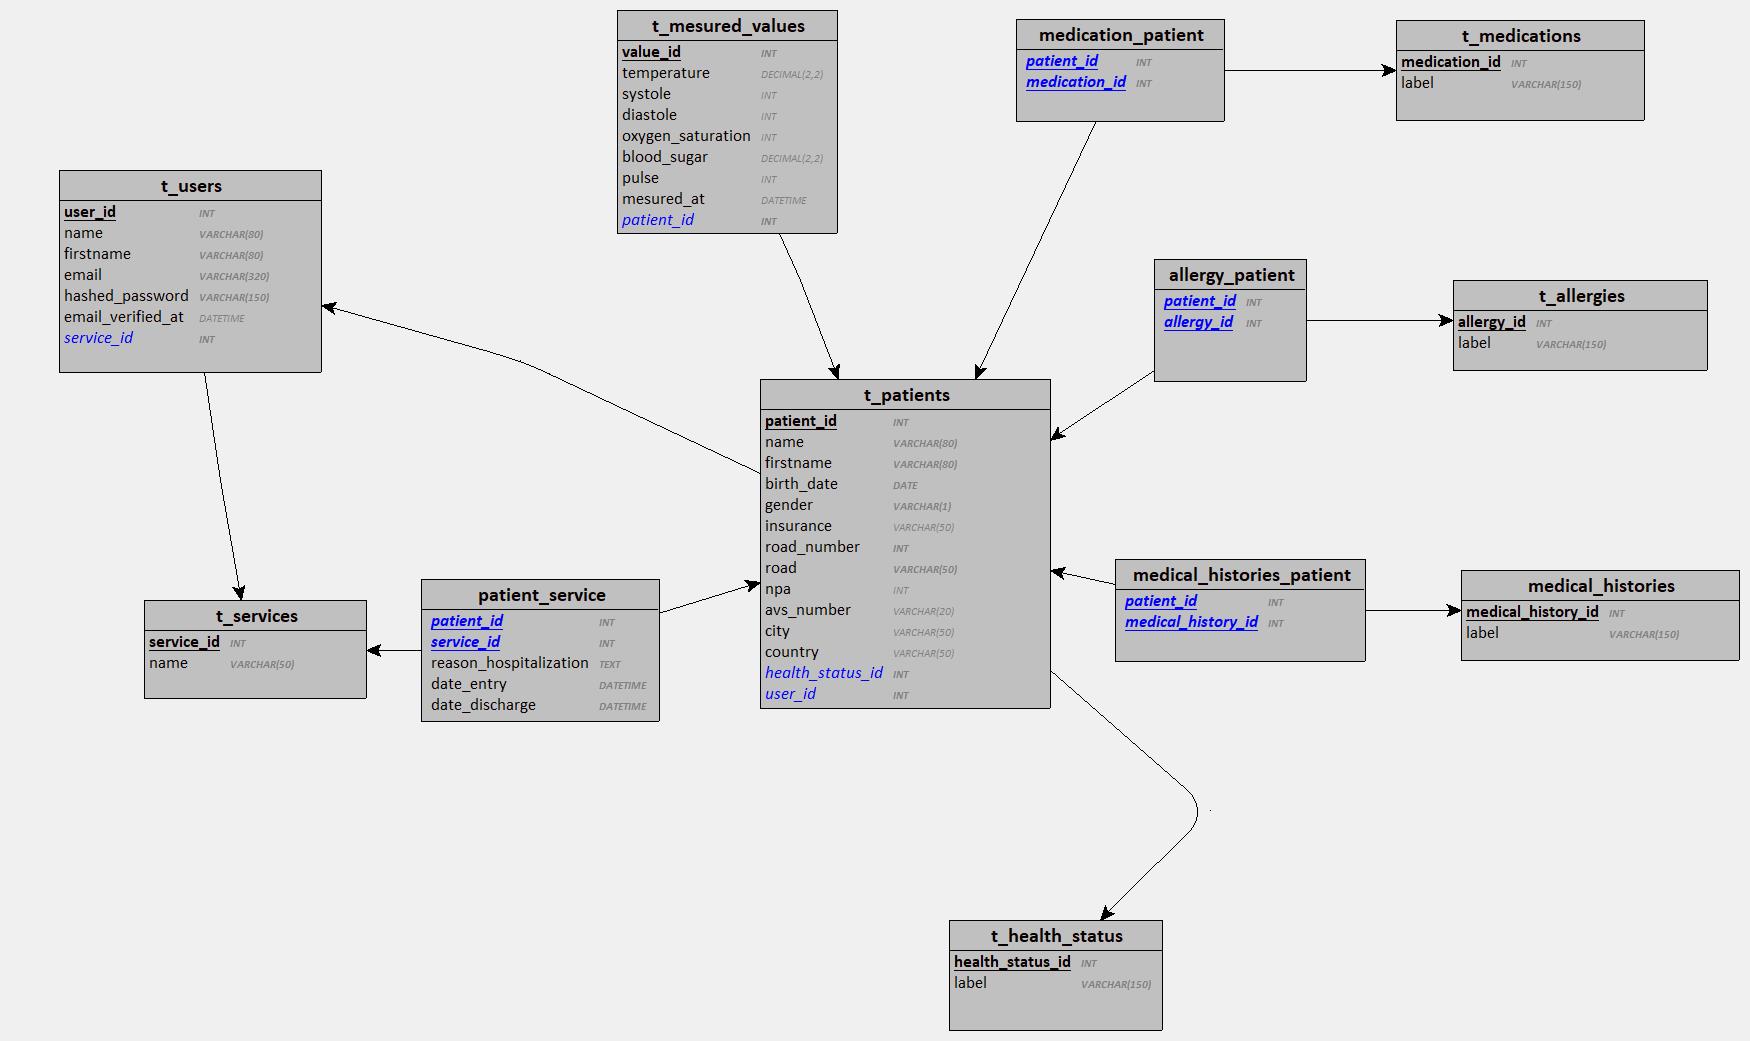 t_mesured_values
value_id INT
temperature DECIMAL(2,2)
systole INT
diastole INT
oxygen_saturation INT
blood_sugar DECIMAL(2,2)
pulse INT
mesured_at DATETIME
patient_id INT
medication_patient
patient_id INT
medication_id INT
t_medications
medication_id INT
label VARCHAR(150)
t_users
user_id INT
name VARCHAR(80)
firstname VARCHAR(80)
email VARCHAR(320)
hashed_password VARCHAR(150)
email_verified_at DATETIME
service_id INT
allergy_patient
patient_id INT
allergy_id INT
t_allergies
allergy_id INT
label VARCHAR(150)
t_patients
patient_id INT
name VARCHAR(80)
firstname VARCHAR(80)
birth_date DATE
gender VARCHAR(1)
insurance VARCHAR(50)
road_number INT
road VARCHAR(50)
npa INT
avs_number VARCHAR(20)
city VARCHAR(50)
country VARCHAR(50)
health_status_id INT
user_id INT
t_services
service_id INT
name VARCHAR(50)
patient_service
patient_id INT
service_id INT
reason_hospitalization TEXT
date_entry DATETIME
date_discharge DATETIME
medical_histories_patient
patient_id INT
medical_history_id INT
medical_histories
medical_history_id INT
label VARCHAR(150)
t_health_status
health_status_id INT
label VARCHAR(150)